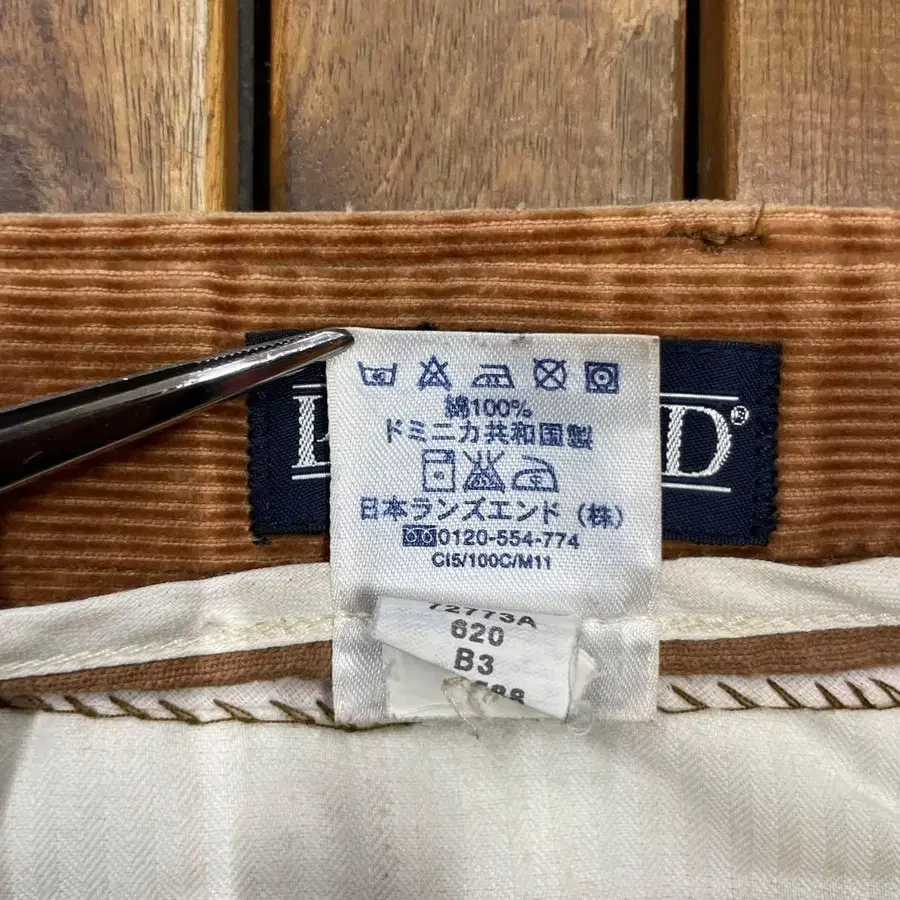 綿100%
ドミニカ共和国製
日本ランズエンド（株）
0120-554-774
CI5/100C/M11
72773A
620
B3
D®